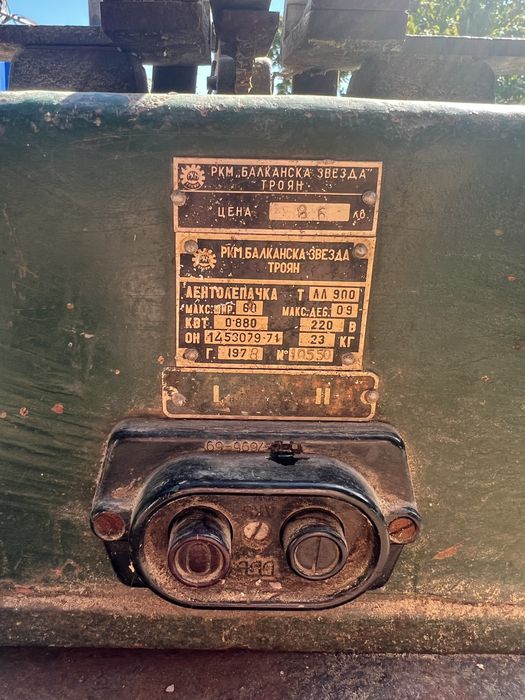 РКМ „БАЛКАНСКА ЗВЕЗДА"
ТРОЯН
ЦЕНА 86 ЛВ.
РКМ. БАЛКАНСКА ЗВЕЗДА
ТРОЯН
ЛЕНТОЛЕПАЧКА Т ЛЛ 900
МАКС. ШИР. 60 МАКС. ДЕБ. 0 9
КВТ 0·880 220 В
ОН 1453079-71 23 КГ
Г. 1978 № 10550